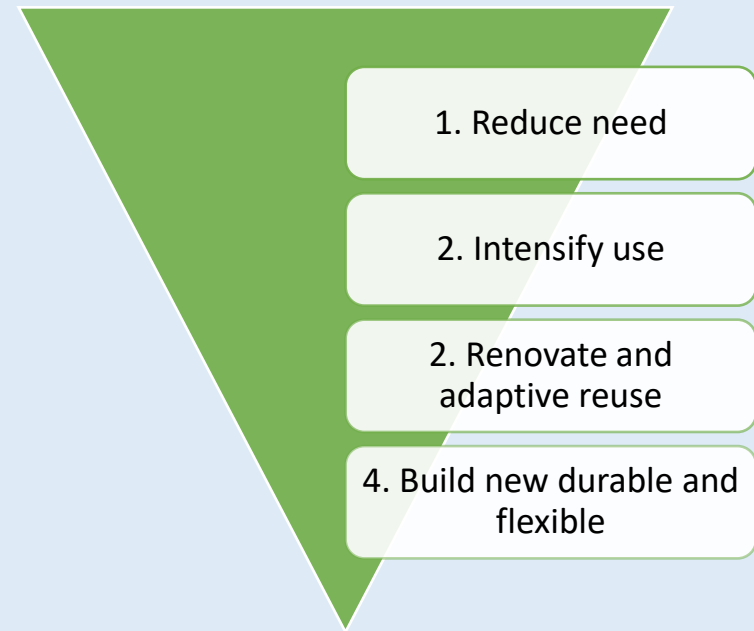 1. Reduce need
2. Intensify use
2. Renovate and
adaptive reuse
4. Build new durable and
flexible